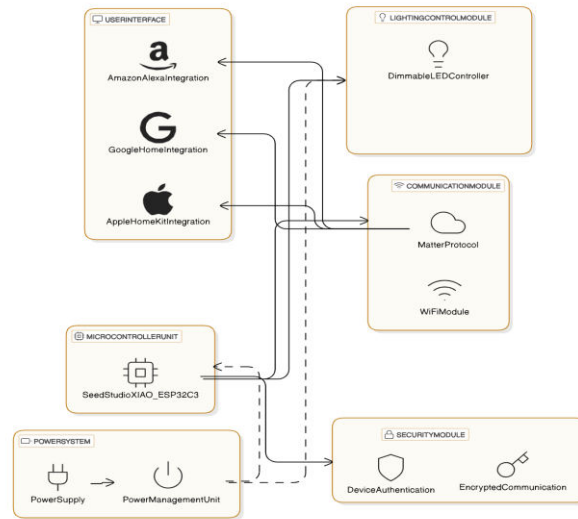 USERINTERFACE
AmazonAlexaIntegration
GoogleHomeIntegration
AppleHomeKitIntegration
LIGHTINGCONTROLMODULE
DimmableLEDController
COMMUNICATIONMODULE
MatterProtocol
WiFiModule
MICROCONTROLLERUNIT
SeedStudioXIAO_ESP32C3
POWERSYSTEM
PowerSupply
PowerManagementUnit
SECURITYMODULE
DeviceAuthentication
EncryptedCommunication